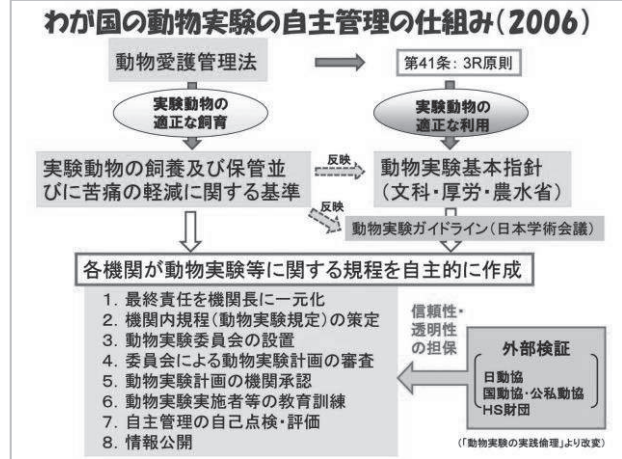 わが国の動物実験の自主管理の仕組み(2006)
動物愛護管理法
第41条: 3R原則
実験動物の
適正な飼育
実験動物の
適正な利用
実験動物の飼養及び保管並
びに苦痛の軽減に関する基準
反映
動物実験基本指針
(文科・厚労・農水省)
反映
動物実験ガイドライン(日本学術会議)
各機関が動物実験等に関する規程を自主的に作成
1. 最終責任を機関長に一元化
2. 機関内規程(動物実験規定)の策定
3. 動物実験委員会の設置
4. 委員会による動物実験計画の審査
5. 動物実験計画の機関承認
6. 動物実験実施者等の教育訓練
7. 自主管理の自己点検・評価
8. 情報公開
信頼性・
透明性
の担保
外部検証
日動協
国動協・公私動協
HS財団
(「動物実験の実践倫理」より改変)